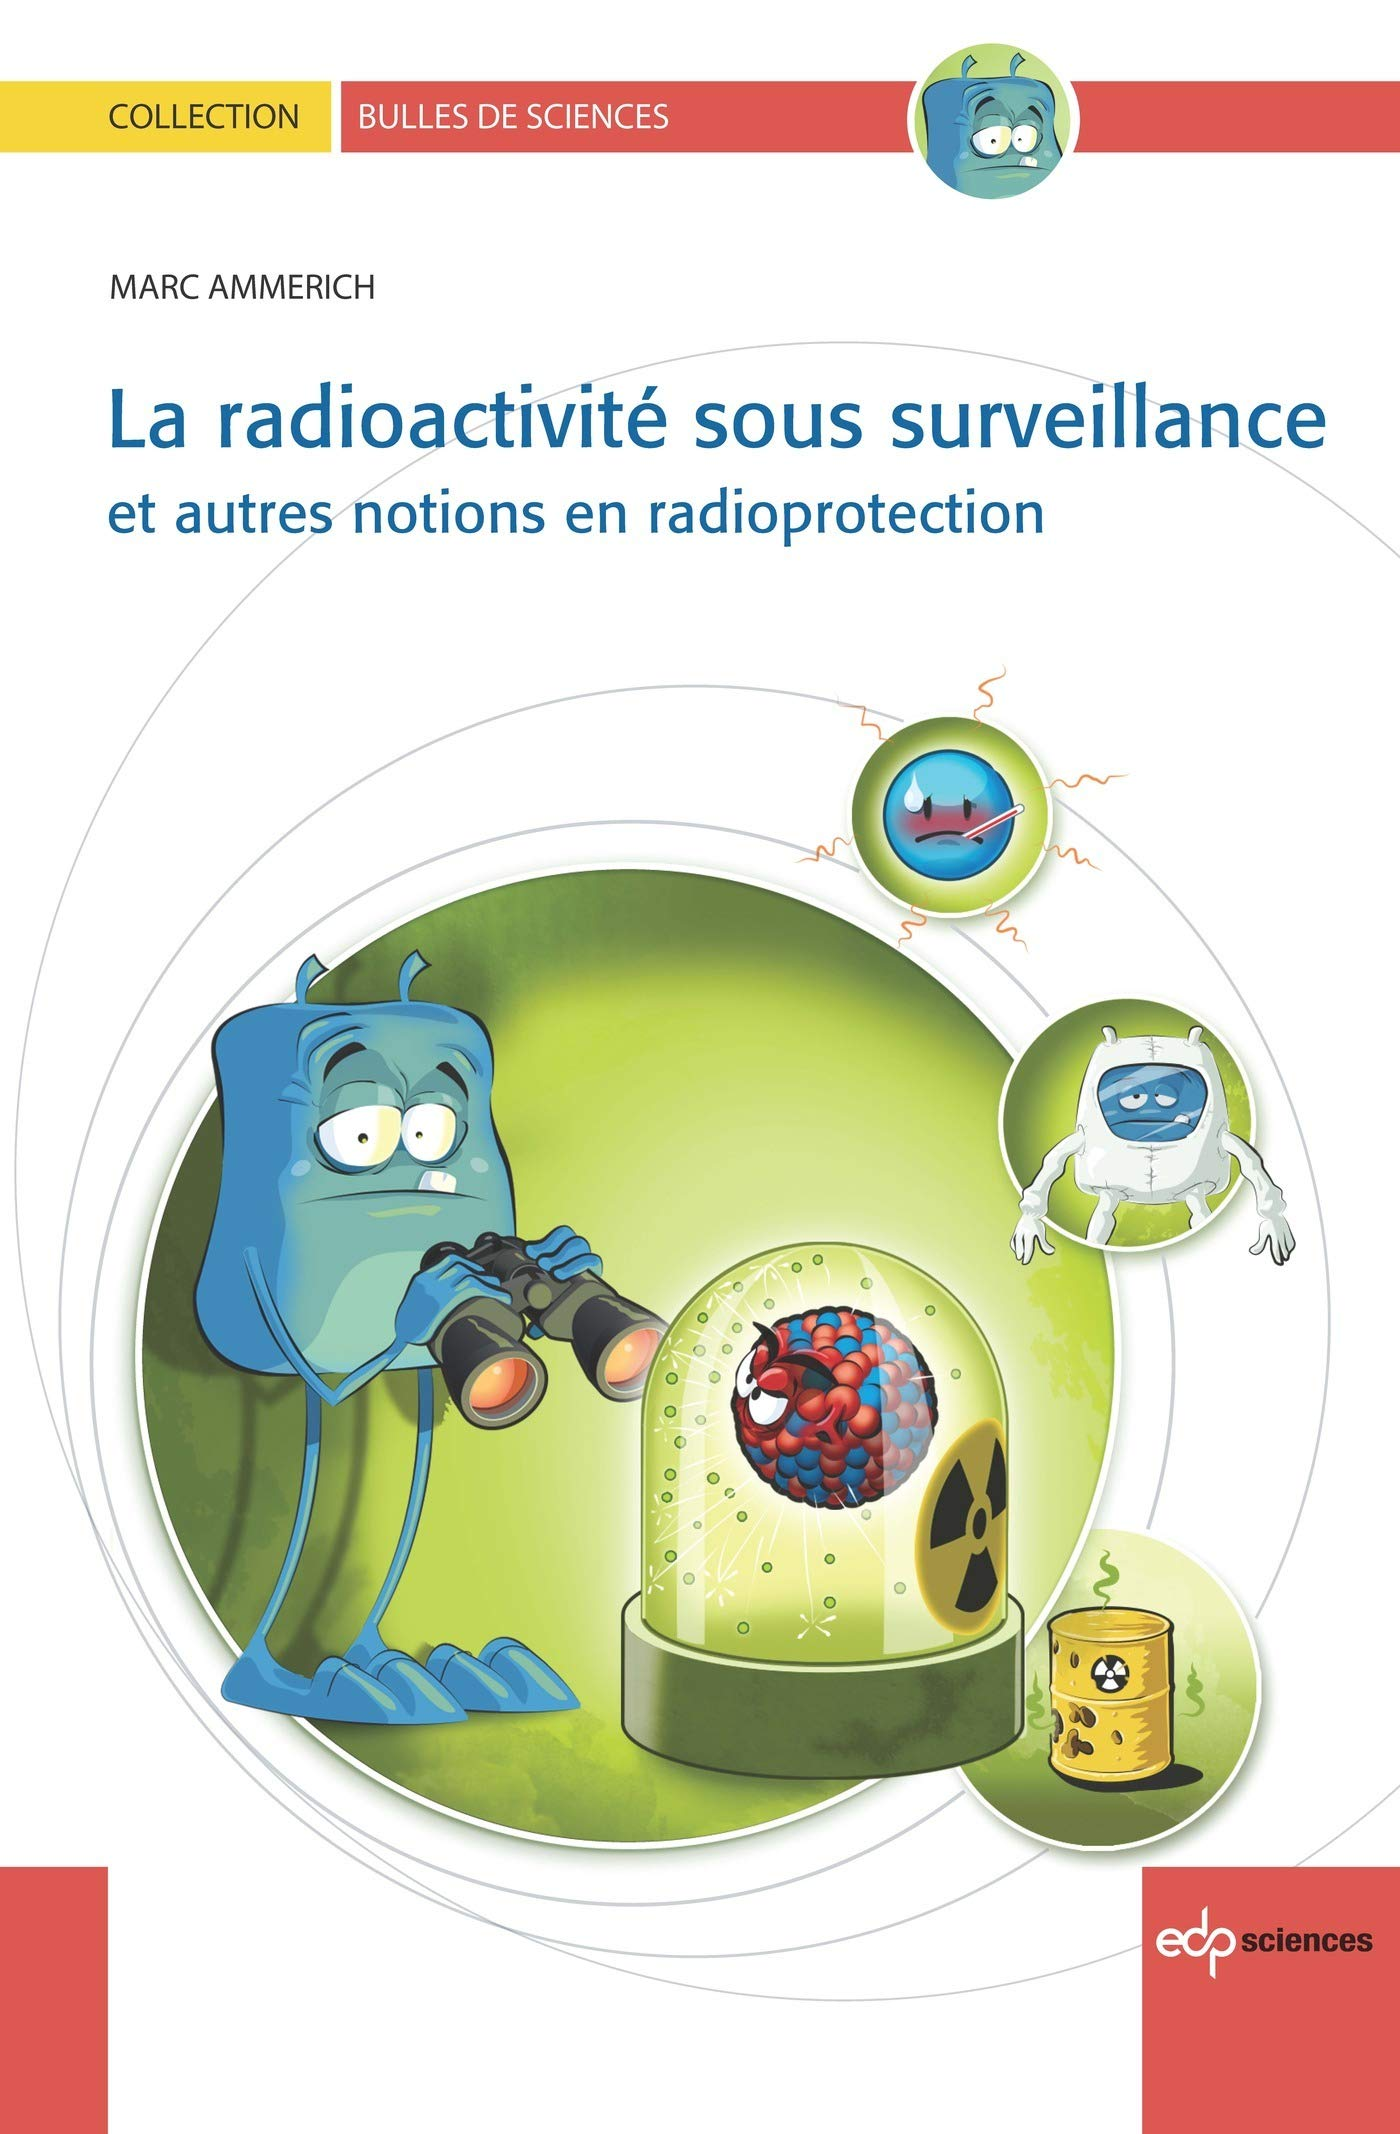 COLLECTION
BULLES DE SCIENCES
MARC AMMERICH
La radioactivité sous surveillance
et autres notions en radioprotection
edp sciences